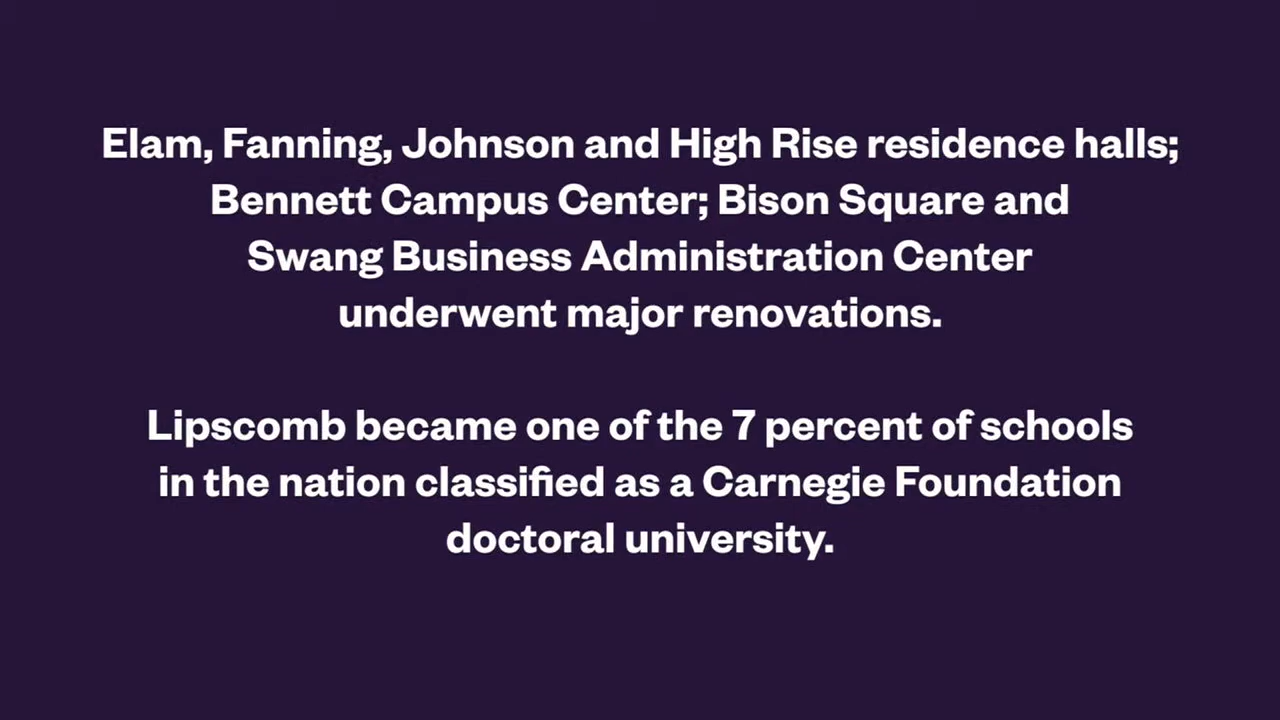 Elam, Fanning, Johnson and High Rise residence halls;
Bennett Campus Center; Bison Square and
Swang Business Administration Center
underwent major renovations.
Lipscomb became one of the 7 percent of schools
in the nation classified as a Carnegie Foundation
doctoral university.